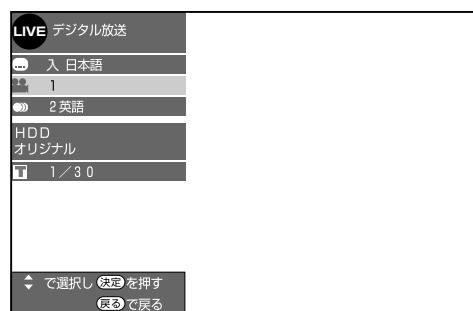 LIVE デジタル放送
入 日本語
1
2 英語
HDD
オリジナル
T 1／30
で選択し 決定 を押す
戻る で戻る